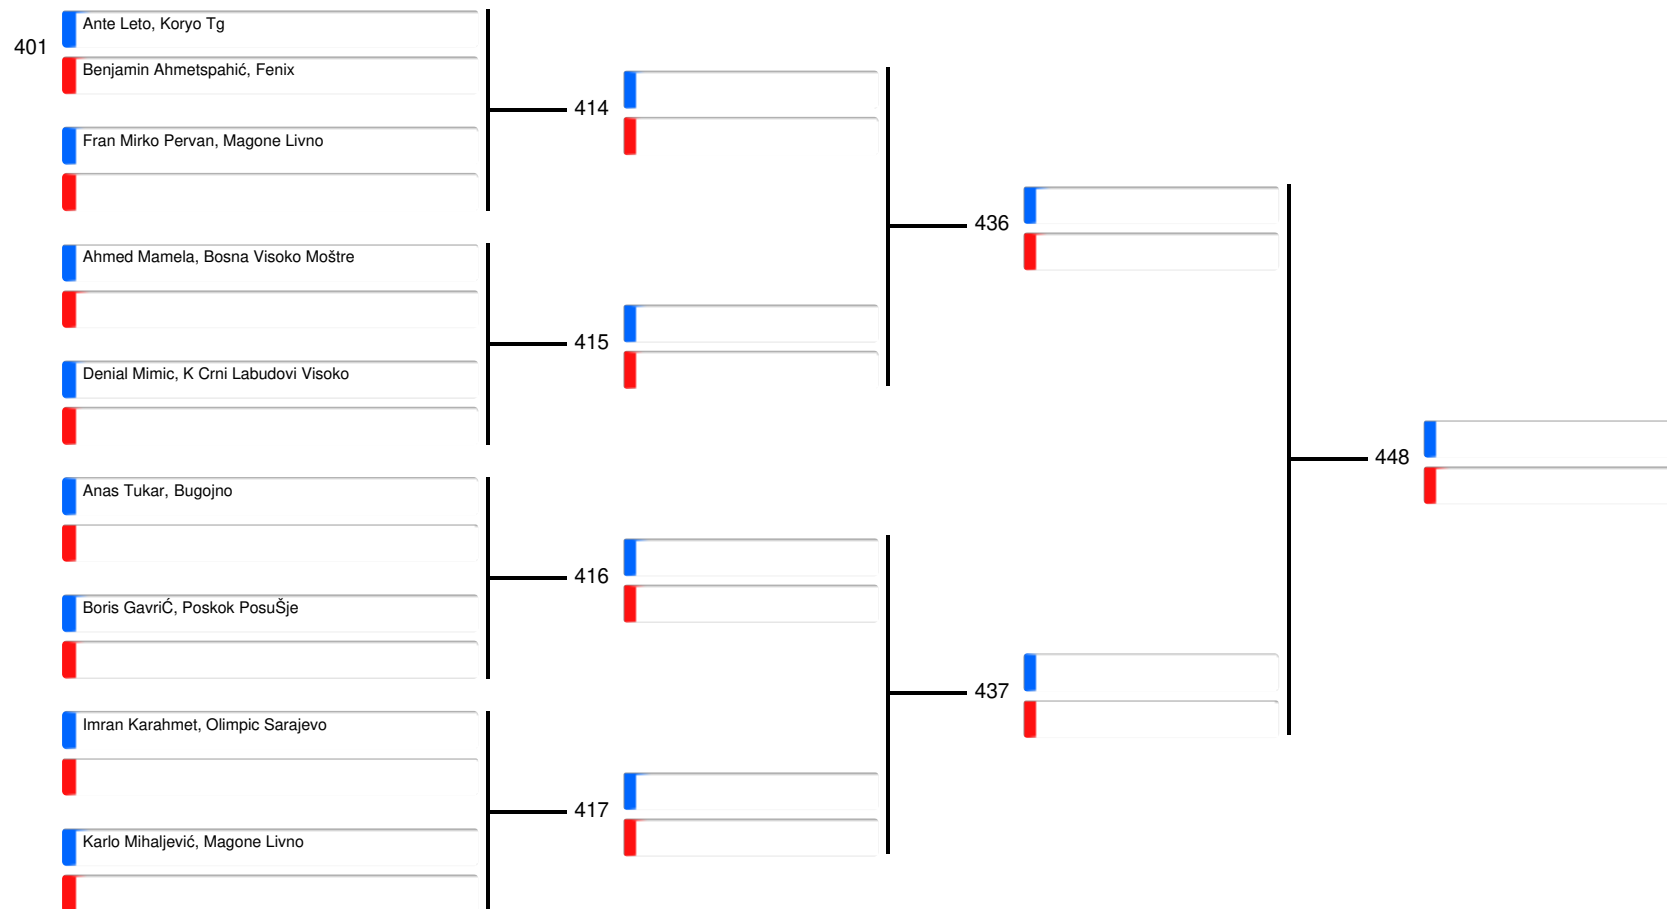 Ante Leto, Koryo Tg
401
Benjamin Ahmetspahić, Fenix
414
Fran Mirko Pervan, Magone Livno
436
Ahmed Mamela, Bosna Visoko Moštre
415
Denial Mimic, K Crni Labudovi Visoko
448
Anas Tukar, Bugojno
416
Boris GavriĆ, Poskok PosuŠje
437
Imran Karahmet, Olimpic Sarajevo
417
Karlo Mihaljević, Magone Livno